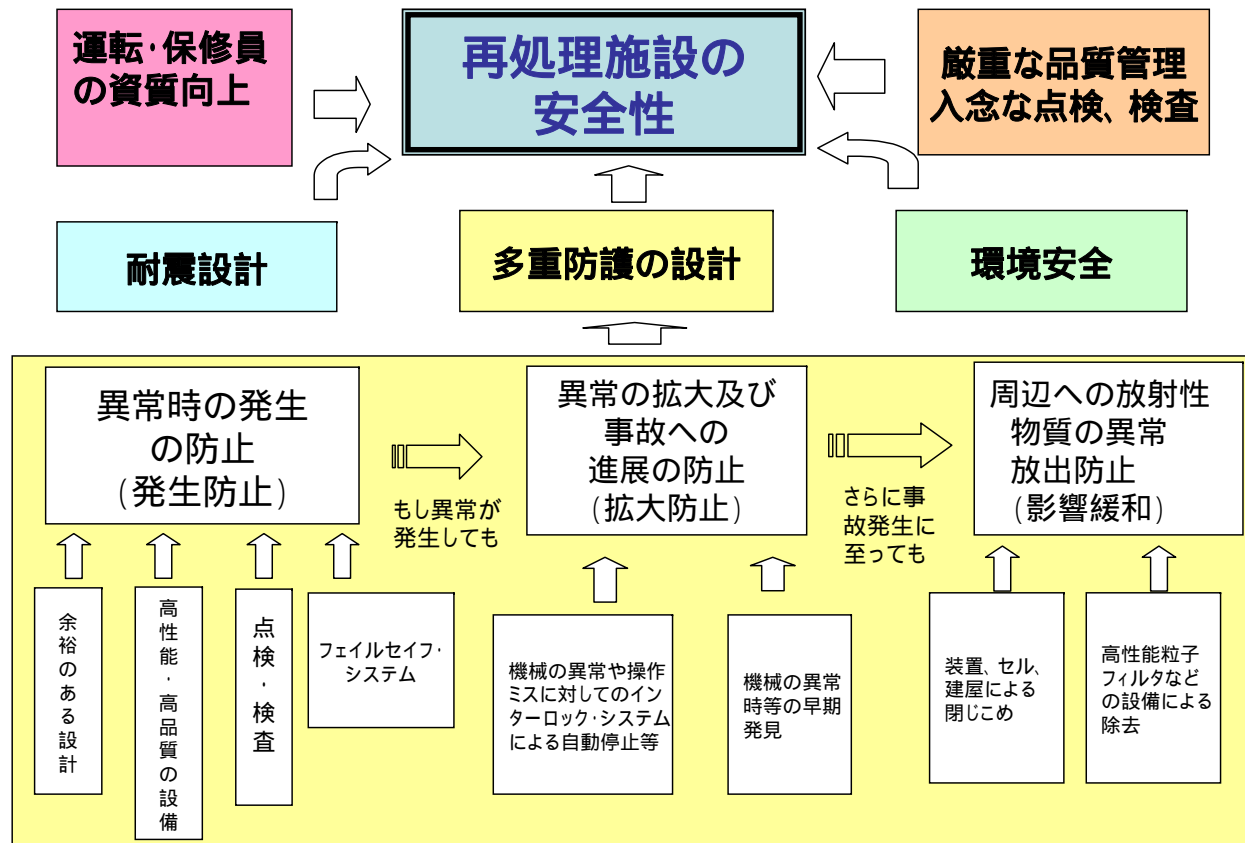 運転・保修員
の資質向上
再処理施設の
安全性
厳重な品質管理
入念な点検、検査
耐震設計
多重防護の設計
環境安全
異常時の発生
の防止
(発生防止)
もし異常が
発生しても
異常の拡大及び
事故への
進展の防止
(拡大防止)
さらに事
故発生に
至っても
周辺への放射性
物質の異常
放出防止
(影響緩和)
余裕のある設計
高性能・高品質の設備
点検・検査
フェイルセイフ・
システム
機械の異常や操作
ミスに対してのイン
ターロック・システム
による自動停止等
機械の異常
時等の早期
発見
装置、セル、
建屋による
閉じこめ
高性能粒子
フィルタなど
の設備による
除去